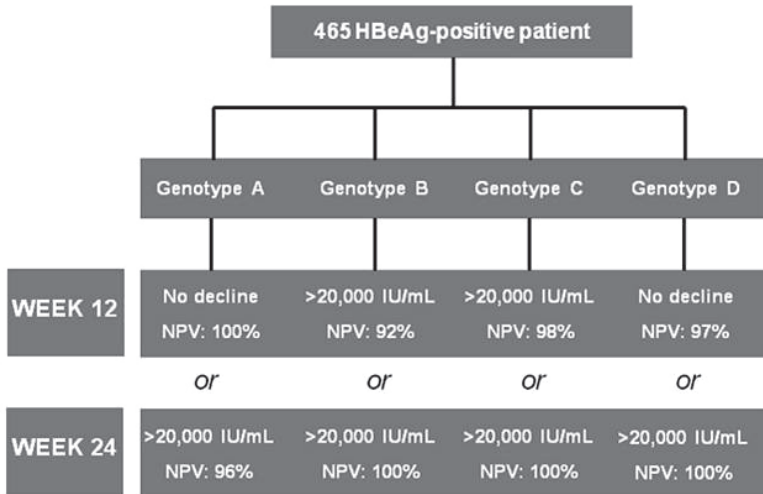 465 HBeAg-positive patient
Genotype A Genotype B Genotype C Genotype D
WEEK 12
No decline >20,000 IU/mL >20,000 IU/mL No decline
NPV: 100% NPV: 92% NPV: 98% NPV: 97%
or or or or
WEEK 24
>20,000 IU/mL >20,000 IU/mL >20,000 IU/mL >20,000 IU/mL
NPV: 96% NPV: 100% NPV: 100% NPV: 100%